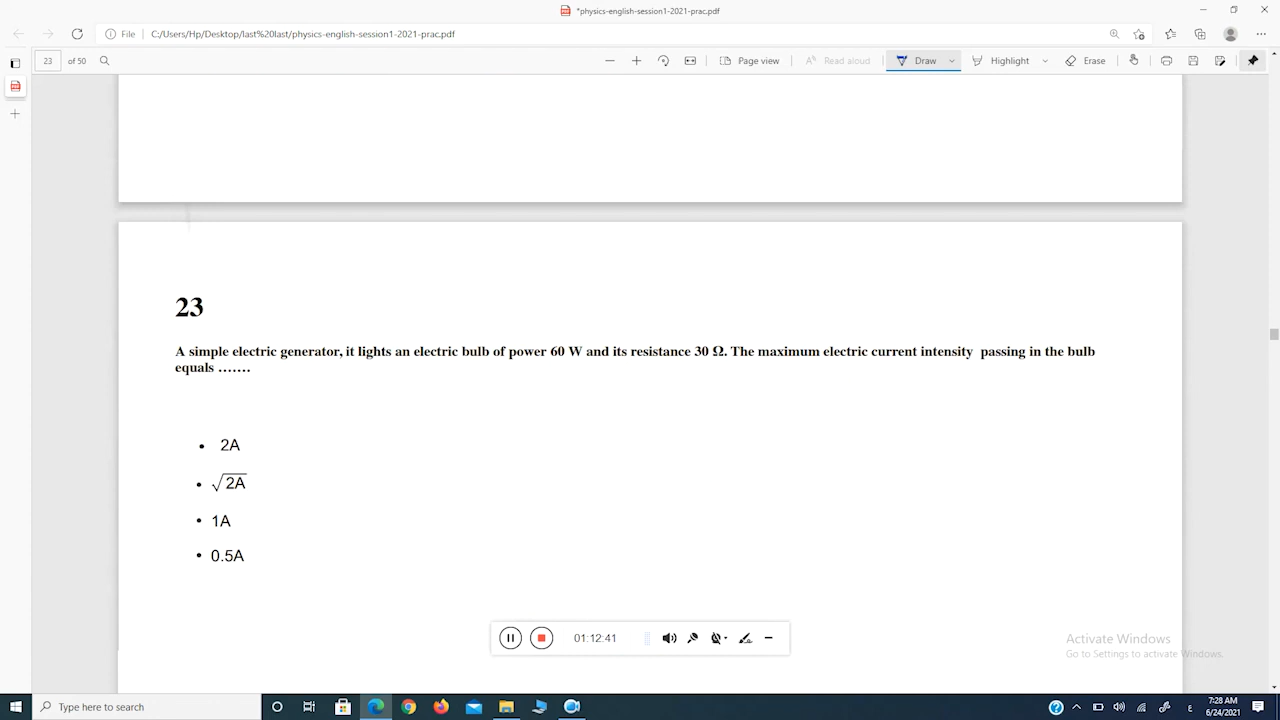 *physics-english-session1-2021-prac.pdf
File C:/Users/Hp/Desktop/last%20last/physics-english-session1-2021-prac.pdf
23 of 50 Page view Read aloud Draw Highlight Erase
23
A simple electric generator, it lights an electric bulb of power 60 W and its resistance 30 Ω. The maximum electric current intensity passing in the bulb
equals …….
• 2A
• √2A
• 1A
• 0.5A
01:12:41
Activate Windows
Go to Settings to activate Windows.
Type here to search
7:28 AM
6/24/2021